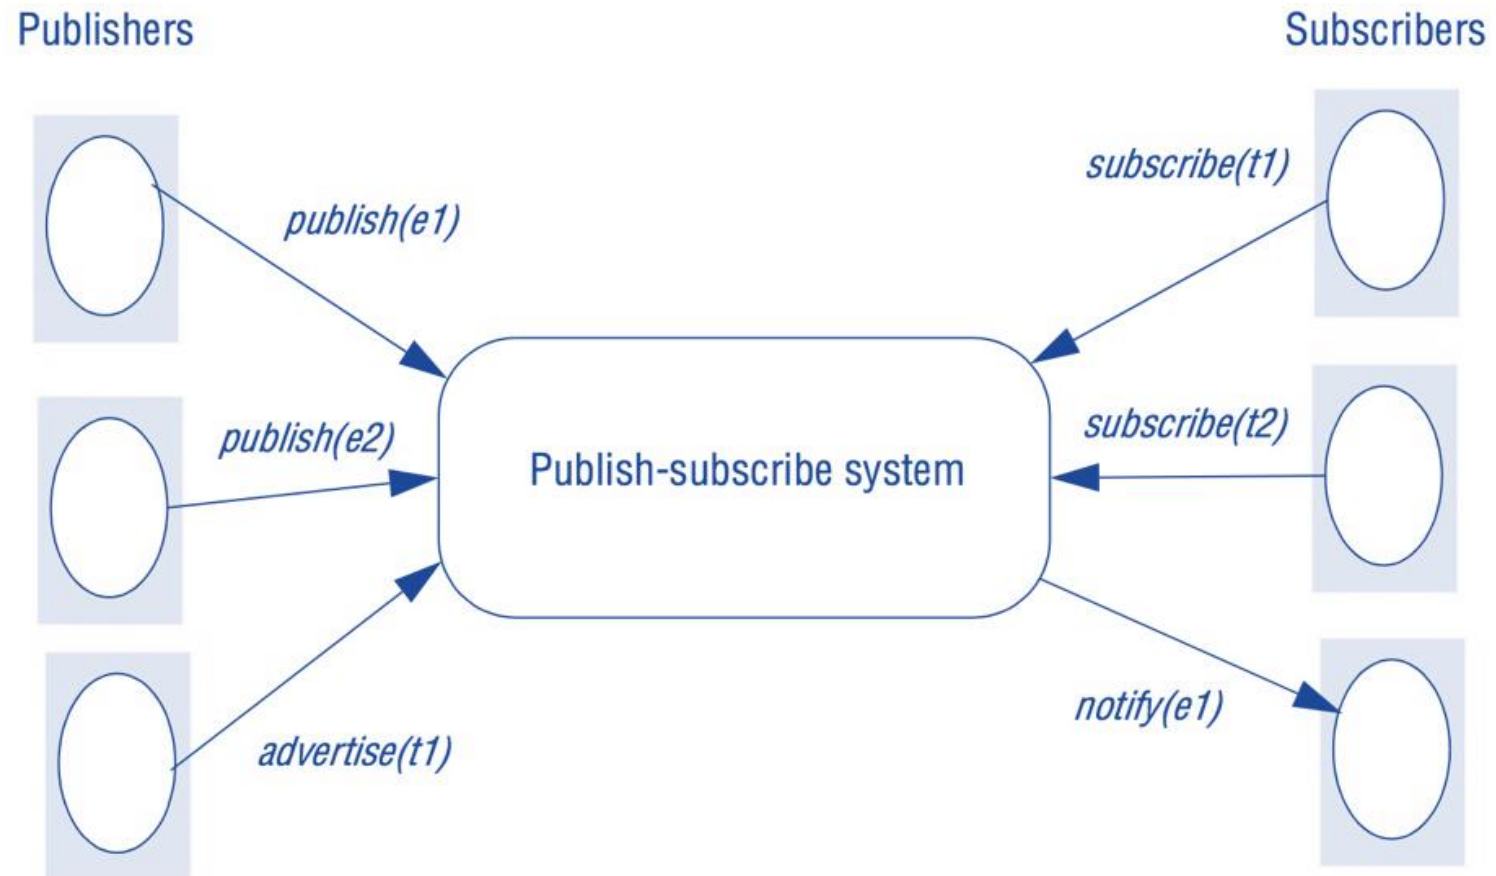 Publishers
Subscribers
publish(e1)
subscribe(t1)
publish(e2)
subscribe(t2)
Publish-subscribe system
advertise(t1)
notify(e1)